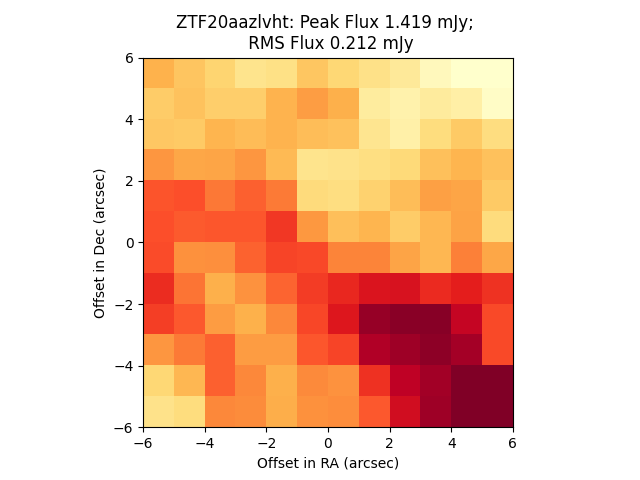 ZTF20aazlvht: Peak Flux 1.419 mJy;
RMS Flux 0.212 mJy
6
4
2
0
−2
−4
−6
Offset in Dec (arcsec)
−6 −4 −2 0 2 4 6
Offset in RA (arcsec)